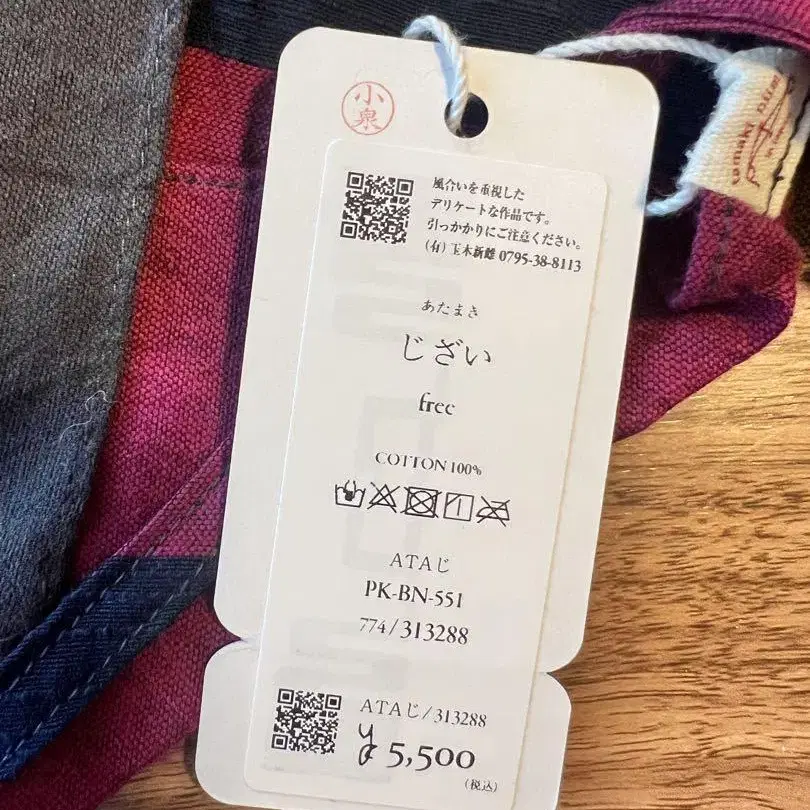 小
泉
風合いを重視した
デリケートな作品です。
引っかかりにご注意ください。
(有) 玉木新雌 0795-38-8113
あたまき
じざい
free
COTTON 100%
ATAじ
PK-BN-551
774/313288
ATAじ/313288
¥ 5,500
(税込)
tamaki niime